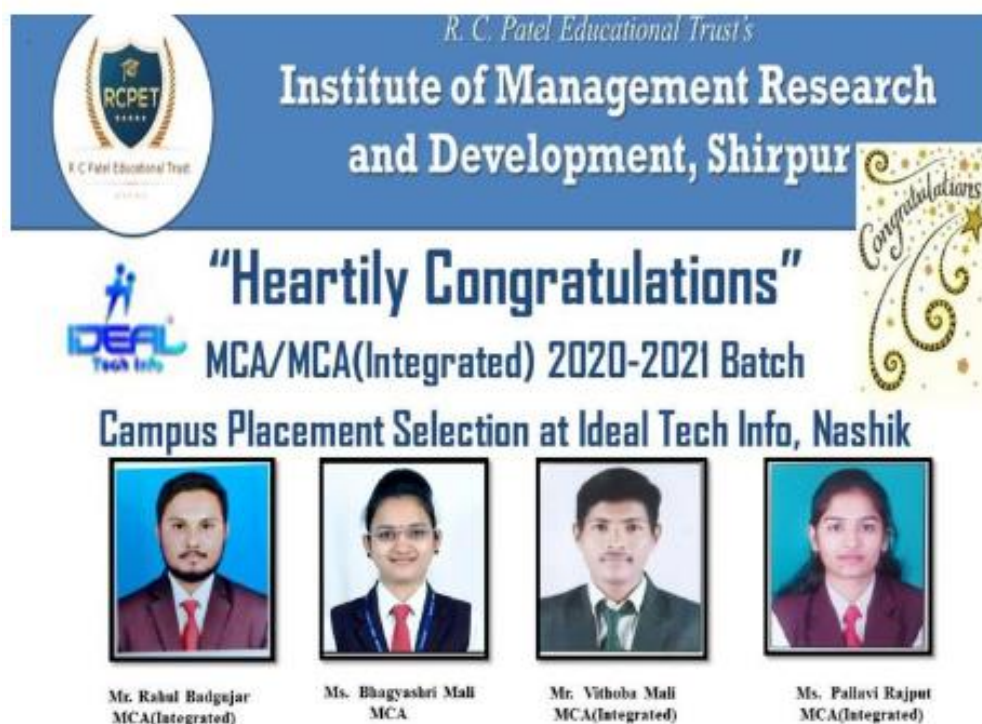 R. C. Patel Educational Trust's
Institute of Management Research
and Development, Shirpur
RCPET
R C Patel Educational Trust
Congratulations
"Heartily Congratulations"
IDEAL
Tech Info
MCA/MCA(Integrated) 2020-2021 Batch
Campus Placement Selection at Ideal Tech Info, Nashik
Mr. Rahul Badgujar
MCA(Integrated)
Ms. Bhagyashri Mali
MCA
Mr. Vithoba Mali
MCA(Integrated)
Ms. Pallavi Rajput
MCA(Integrated)